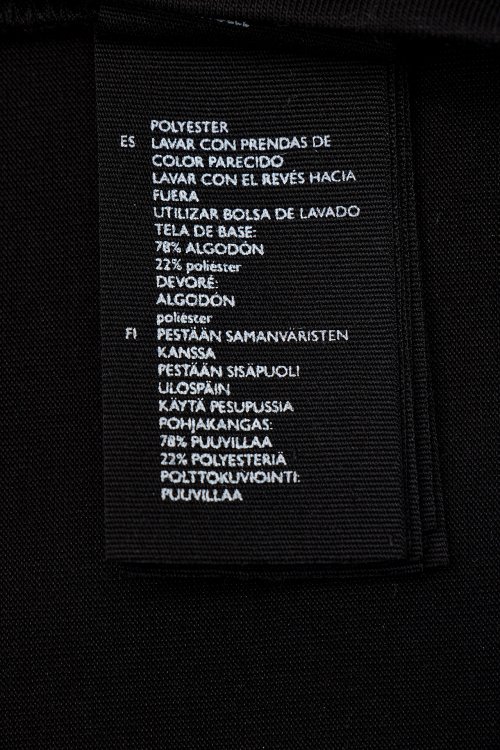 POLYESTER
ES LAVAR CON PRENDAS DE
COLOR PARECIDO
LAVAR CON EL REVÉS HACIA
FUERA
UTILIZAR BOLSA DE LAVADO
TELA DE BASE:
78% ALGODÓN
22% poliéster
DEVORÉ:
ALGODÓN
poliéster
FI PESTÄÄN SAMANVÄRISTEN
KANSSA
PESTÄÄN SISÄPUOLI
ULOSPÄIN
KÄYTÄ PESUPUSSIA
POHJAKANGAS:
78% PUUVILLAA
22% POLYESTERIÄ
POLTTOKUVIOINTI:
PUUVILLAA